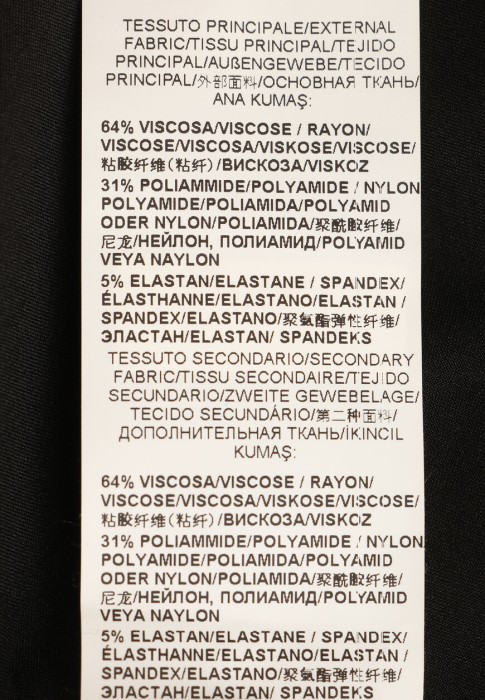 TESSUTO PRINCIPALE/EXTERNAL
FABRIC/TISSU PRINCIPAL/TEJIDO
PRINCIPAL/AUßENGEWEBE/TECIDO
PRINCIPAL/外部面料/ОСНОВНАЯ ТКАНЬ/
ANA KUMAŞ:
64% VISCOSA/VISCOSE / RAYON/
VISCOSE/VISCOSA/VISKOSE/VISCOSE/
粘胶纤维(粘纤)/ВИСКОЗА/VISKOZ
31% POLIAMMIDE/POLYAMIDE / NYLON
POLYAMIDE/POLIAMIDA/POLYAMID
ODER NYLON/POLIAMIDA/聚酰胺纤维/
尼龙/НЕЙЛОН, ПОЛИАМИД/POLYAMID
VEYA NAYLON
5% ELASTAN/ELASTANE / SPANDEX/
ÉLASTHANNE/ELASTANO/ELASTAN /
SPANDEX/ELASTANO/聚氨酯弹性纤维/
ЭЛАСТАН/ELASTAN/ SPANDEKS
TESSUTO SECONDARIO/SECONDARY
FABRIC/TISSU SECONDAIRE/TEJIDO
SECUNDARIO/ZWEITE GEWEBELAGE/
TECIDO SECUNDÁRIO/第二种面料/
ДОПОЛНИТЕЛЬНАЯ ТКАНЬ/İKINCIL
KUMAŞ:
64% VISCOSA/VISCOSE / RAYON/
VISCOSE/VISCOSA/VISKOSE/VISCOSE/
粘胶纤维(粘纤)/ВИСКОЗА/VISKOZ
31% POLIAMMIDE/POLYAMIDE / NYLON
POLYAMIDE/POLIAMIDA/POLYAMID
ODER NYLON/POLIAMIDA/聚酰胺纤维/
尼龙/НЕЙЛОН, ПОЛИАМИД/POLYAMID
VEYA NAYLON
5% ELASTAN/ELASTANE / SPANDEX/
ÉLASTHANNE/ELASTANO/ELASTAN /
SPANDEX/ELASTANO/聚氨酯弹性纤维/
ЭЛАСТАН/ELASTAN/ SPANDEKS